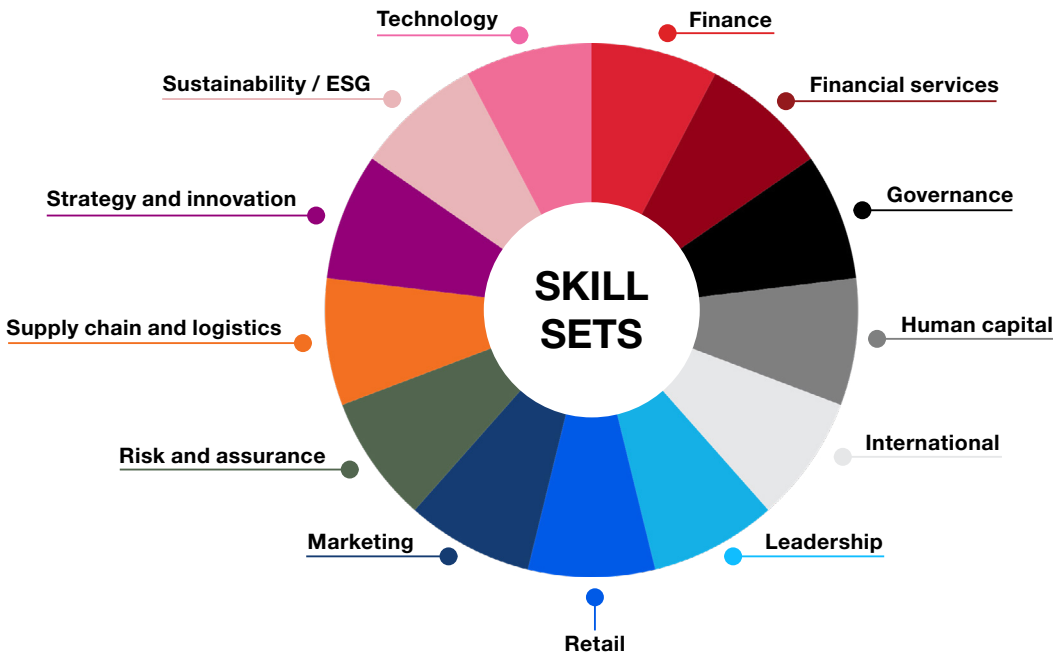 Technology
Finance
Sustainability / ESG
Financial services
Strategy and innovation
Governance
SKILL
SETS
Supply chain and logistics
Human capital
Risk and assurance
International
Marketing
Leadership
Retail